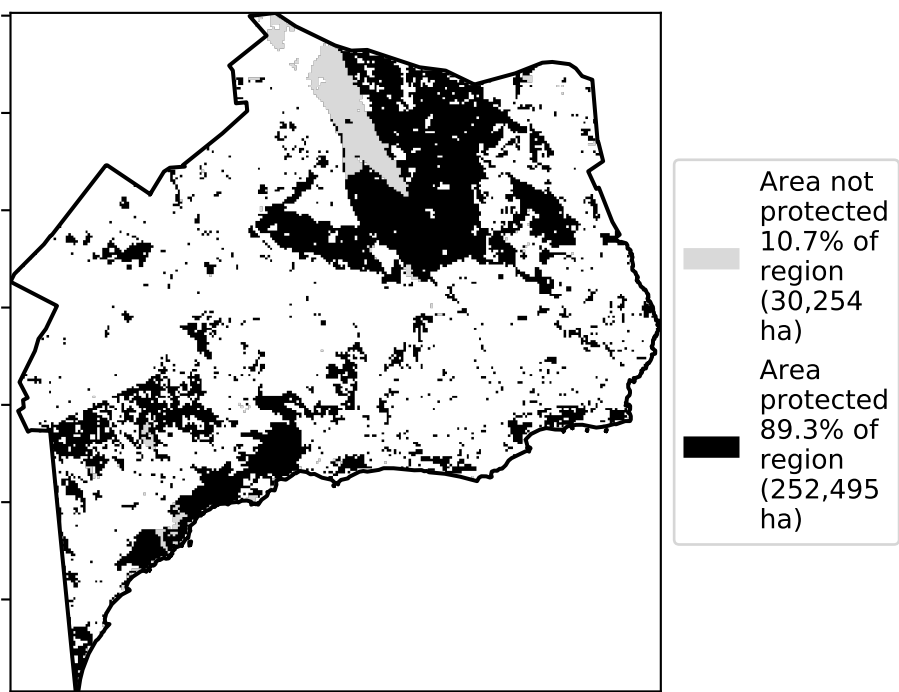 Area not
protected
10.7% of
region
(30,254
ha)
Area
protected
89.3% of
region
(252,495
ha)